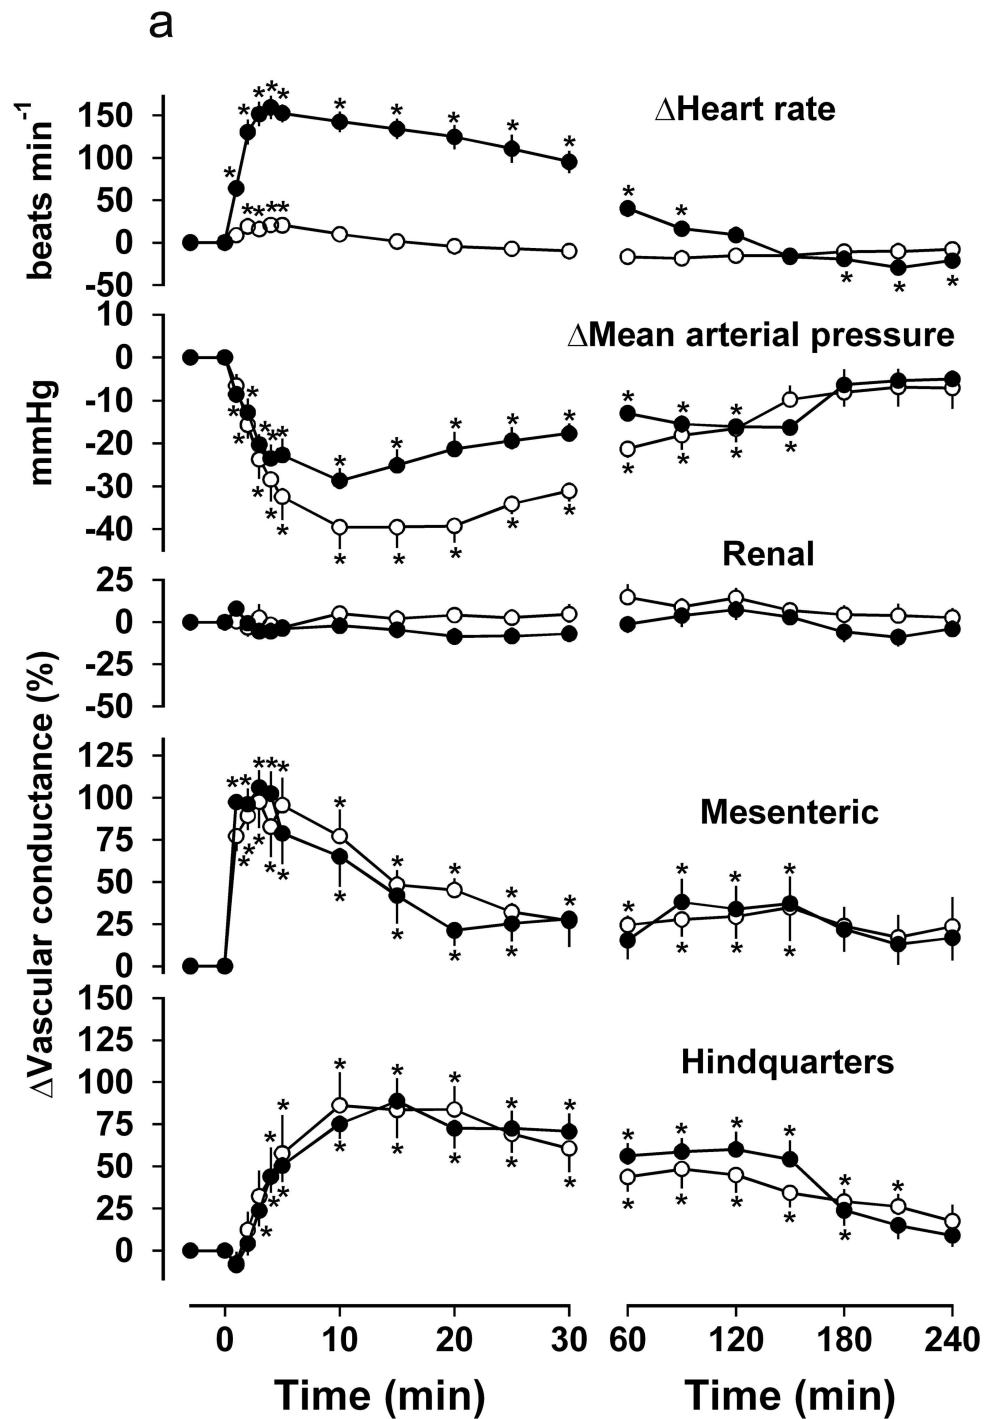 a
ΔHeart rate
beats min-1
150
100
50
0
-50
ΔMean arterial pressure
mmHg
10
0
-10
-20
-30
-40
Renal
ΔVascular conductance (%)
25
0
-25
-50
Mesenteric
125
100
75
50
25
0
Hindquarters
150
125
100
75
50
25
0
0 10 20 30 60 120 180 240
Time (min) Time (min)